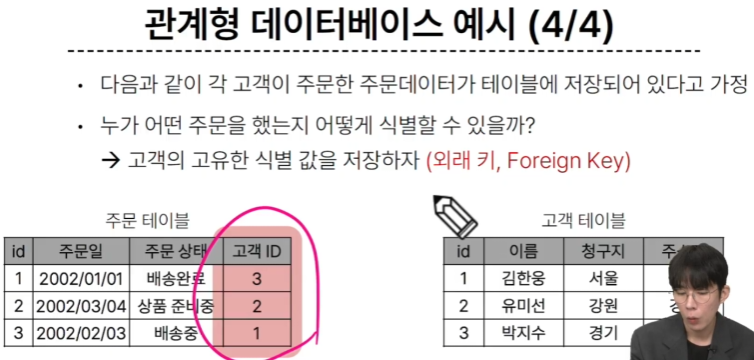 관계형 데이터베이스 예시 (4/4)
• 다음과 같이 각 고객이 주문한 주문데이터가 테이블에 저장되어 있다고 가정
• 누가 어떤 주문을 했는지 어떻게 식별할 수 있을까?
→ 고객의 고유한 식별 값을 저장하자 (외래 키, Foreign Key)
주문 테이블
id 주문일 주문 상태 고객 ID
1 2002/01/01 배송완료 3
2 2002/03/04 상품 준비중 2
3 2002/02/03 배송중 1
고객 테이블
id 이름 청구지
1 김한웅 서울
2 유미선 강원
3 박지수 경기